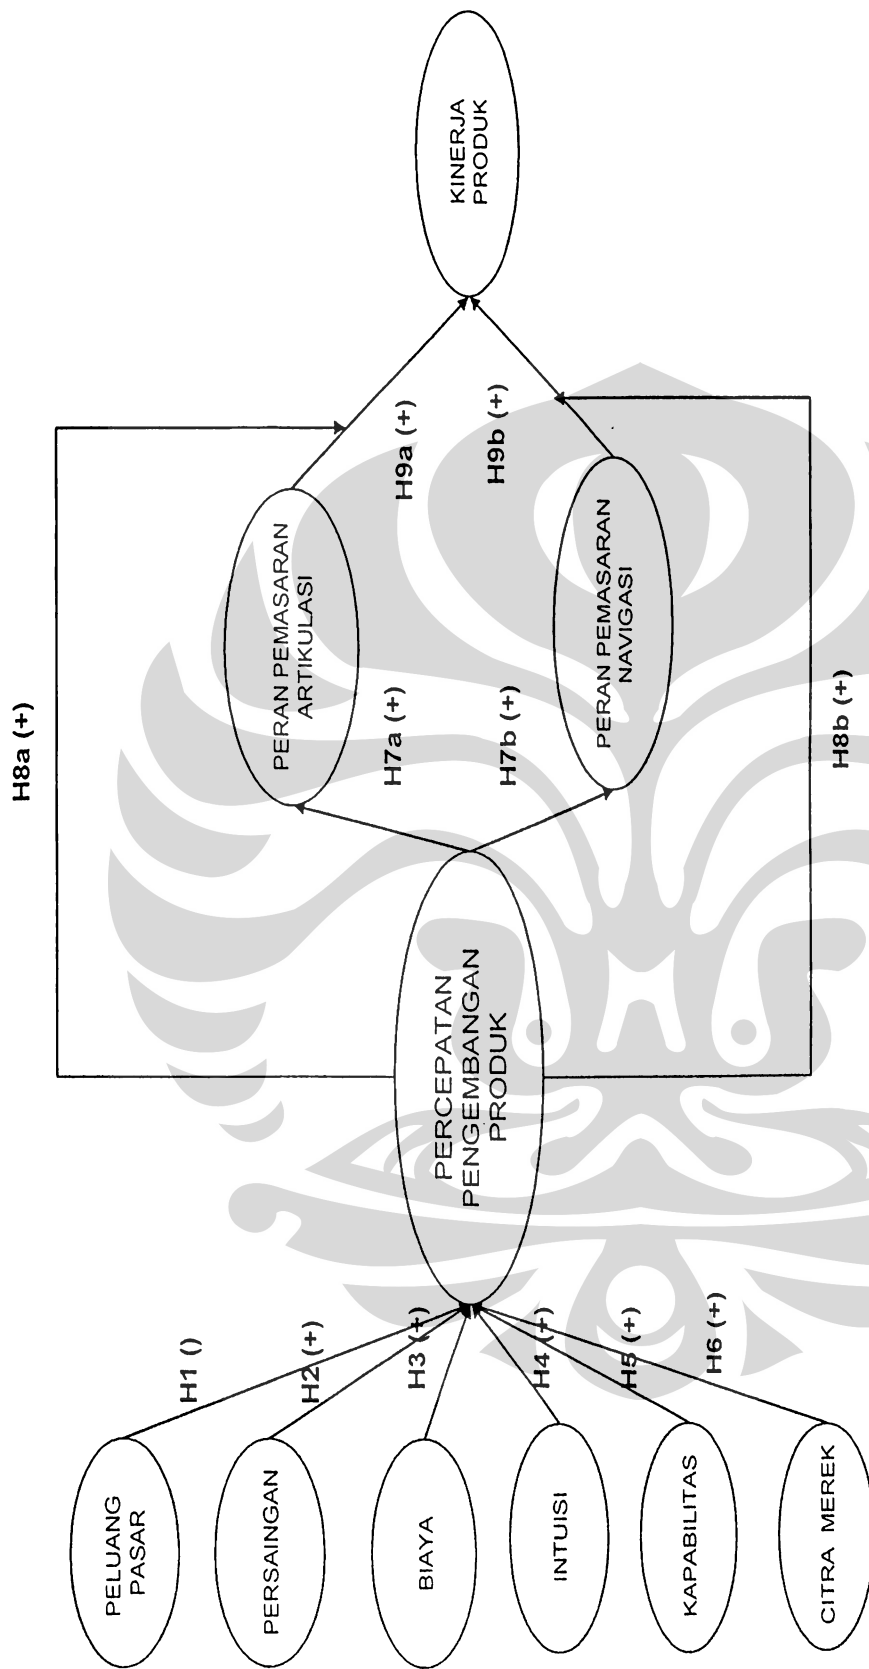 H8a (+)
PELUANG
PASAR
PERSAINGAN
BIAYA
INTUISI
KAPABILITAS
CITRA MEREK
H1 ()
H2 (+)
H3 (+)
H4 (+)
H5 (+)
H6 (+)
PERCEPATAN
PENGEMBANGAN
PRODUK
H7a (+)
H7b (+)
PERAN PEMASARAN
ARTIKULASI
PERAN PEMASARAN
NAVIGASI
H9a (+)
H9b (+)
KINERJA
PRODUK
H8b (+)